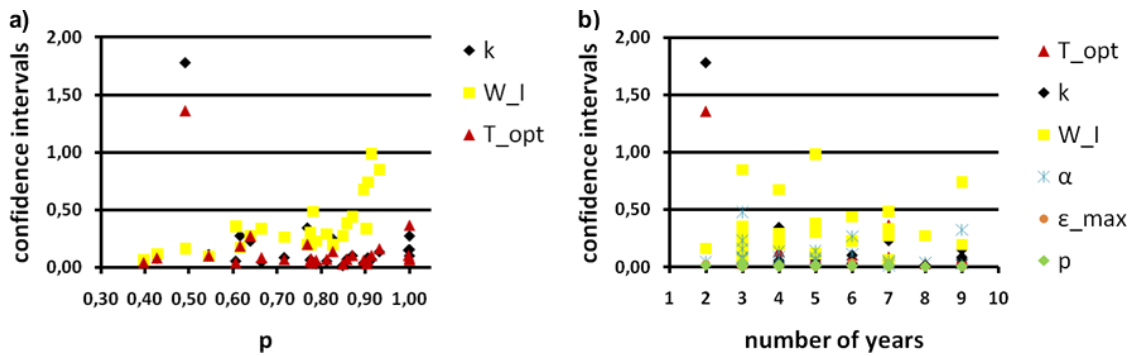 a)
confidence intervals
2,00
1,50
1,00
0,50
0,00
0,30 0,40 0,50 0,60 0,70 0,80 0,90 1,00
p
k
W_I
T_opt
b)
confidence intervals
2,00
1,50
1,00
0,50
0,00
1 2 3 4 5 6 7 8 9 10
number of years
T_opt
k
W_I
α
ε_max
p